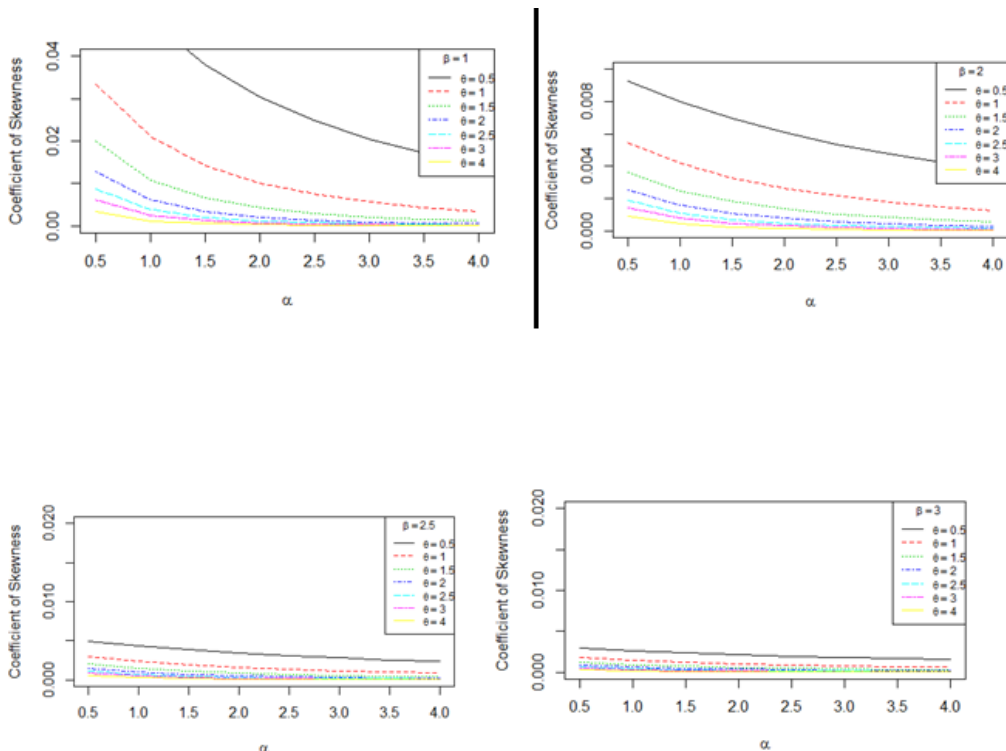 Coefficient of Skewness
0.04
0.02
0.00
β = 1
θ = 0.5
θ = 1
θ = 1.5
θ = 2
θ = 2.5
θ = 3
θ = 4
0.5 1.0 1.5 2.0 2.5 3.0 3.5 4.0
α
Coefficient of Skewness
0.008
0.004
0.000
β = 2
θ = 0.5
θ = 1
θ = 1.5
θ = 2
θ = 2.5
θ = 3
θ = 4
0.5 1.0 1.5 2.0 2.5 3.0 3.5 4.0
α
Coefficient of Skewness
0.020
0.010
0.000
β = 2.5
θ = 0.5
θ = 1
θ = 1.5
θ = 2
θ = 2.5
θ = 3
θ = 4
0.5 1.0 1.5 2.0 2.5 3.0 3.5 4.0
α
Coefficient of Skewness
0.020
0.010
0.000
β = 3
θ = 0.5
θ = 1
θ = 1.5
θ = 2
θ = 2.5
θ = 3
θ = 4
0.5 1.0 1.5 2.0 2.5 3.0 3.5 4.0
α